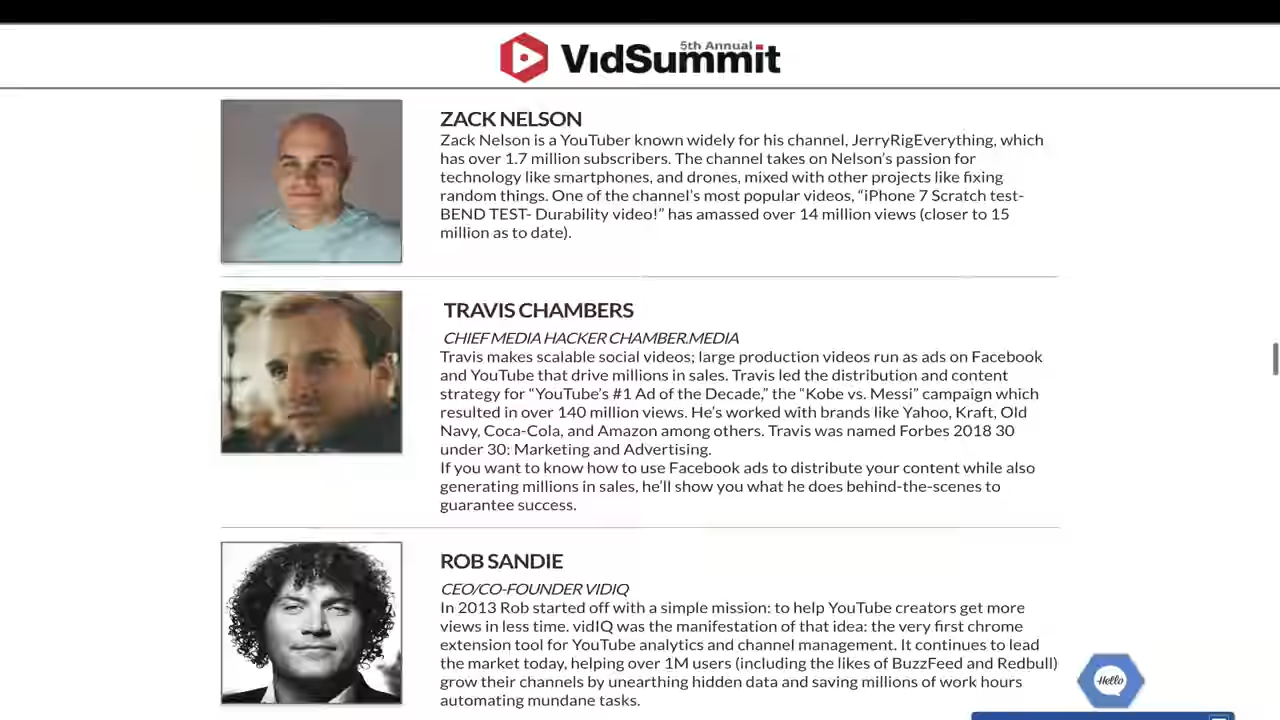 5th Annual
VidSummit
ZACK NELSON
Zack Nelson is a YouTuber known widely for his channel, JerryRigEverything, which
has over 1.7 million subscribers. The channel takes on Nelson's passion for
technology like smartphones, and drones, mixed with other projects like fixing
random things. One of the channel's most popular videos, “iPhone 7 Scratch test-
BEND TEST- Durability video!” has amassed over 14 million views (closer to 15
million as to date).
TRAVIS CHAMBERS
CHIEF MEDIA HACKER CHAMBER.MEDIA
Travis makes scalable social videos; large production videos run as ads on Facebook
and YouTube that drive millions in sales. Travis led the distribution and content
strategy for “YouTube's #1 Ad of the Decade,” the “Kobe vs. Messi” campaign which
resulted in over 140 million views. He's worked with brands like Yahoo, Kraft, Old
Navy, Coca-Cola, and Amazon among others. Travis was named Forbes 2018 30
under 30: Marketing and Advertising.
If you want to know how to use Facebook ads to distribute your content while also
generating millions in sales, he'll show you what he does behind-the-scenes to
guarantee success.
ROB SANDIE
CEO/CO-FOUNDER VIDIQ
In 2013 Rob started off with a simple mission: to help YouTube creators get more
views in less time. vidIQ was the manifestation of that idea: the very first chrome
extension tool for YouTube analytics and channel management. It continues to lead
the market today, helping over 1M users (including the likes of BuzzFeed and Redbull)
grow their channels by unearthing hidden data and saving millions of work hours
automating mundane tasks.
Hello